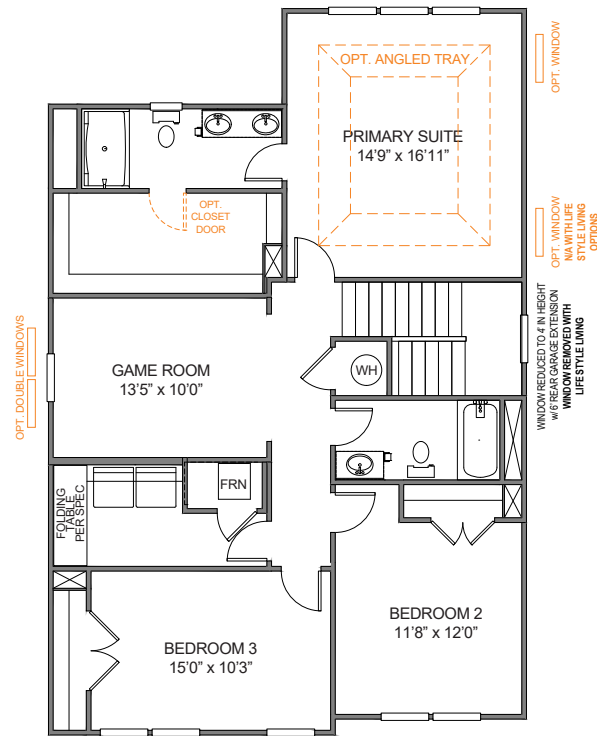 OPT. ANGLED TRAY
PRIMARY SUITE
14'9" x 16'11"
OPT. WINDOW
OPT. WINDOW
N/A WITH LIFE
STYLE LIVING
OPTIONS
OPT.
CLOSET
DOOR
WINDOW REDUCED TO 4' IN HEIGHT
w/ 6' REAR GARAGE EXTENSION
WINDOW REMOVED WITH
LIFE STYLE LIVING
OPT. DOUBLE WINDOWS
GAME ROOM
13'5" x 10'0"
WH
FOLDING
TABLE
PER SPEC
FRN
BEDROOM 2
11'8" x 12'0"
BEDROOM 3
15'0" x 10'3"